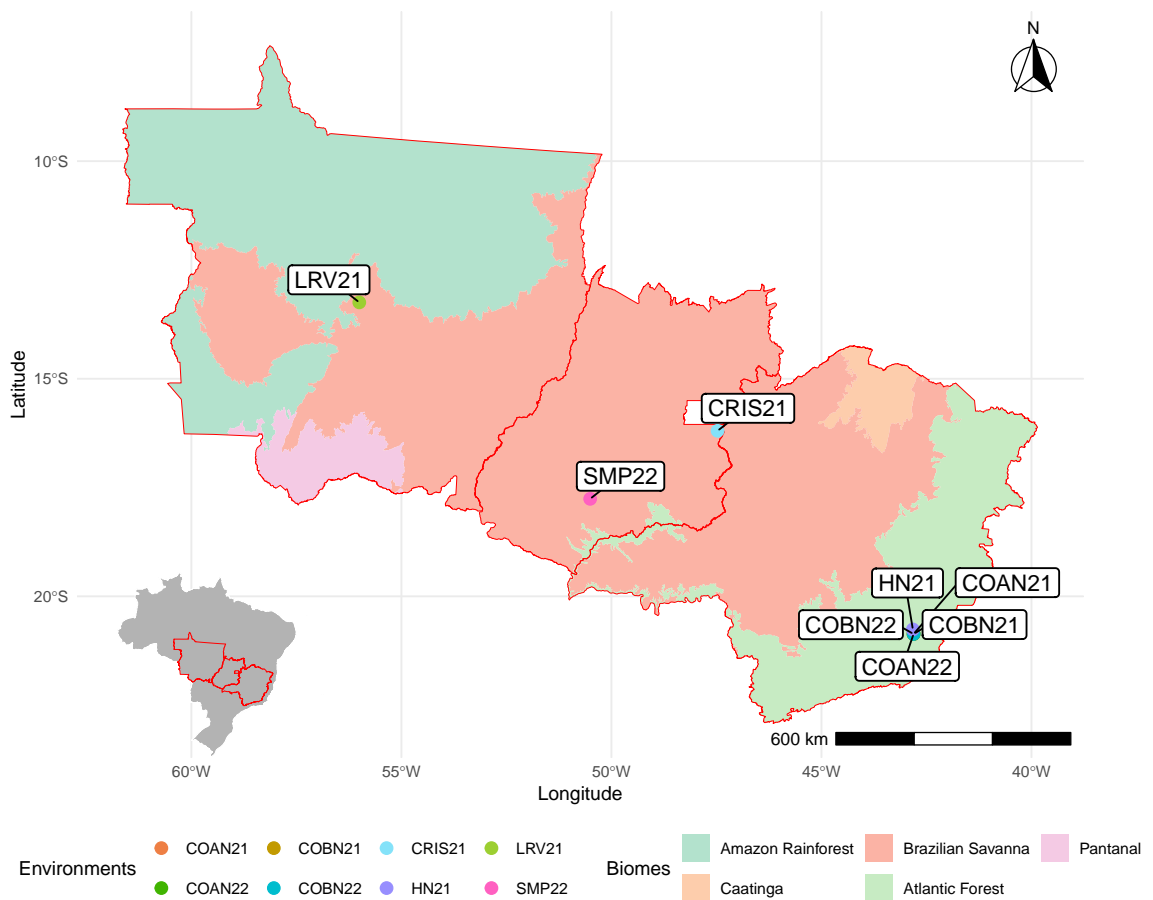 N
10°S
LRV21
15°S
CRIS21
SMP22
20°S
HN21
COAN21
COBN22
COBN21
COAN22
600 km
60°W
55°W
50°W
45°W
40°W
Latitude
Longitude
Environments
COAN21
COBN21
CRIS21
LRV21
COAN22
COBN22
HN21
SMP22
Biomes
Amazon Rainforest
Brazilian Savanna
Pantanal
Caatinga
Atlantic Forest